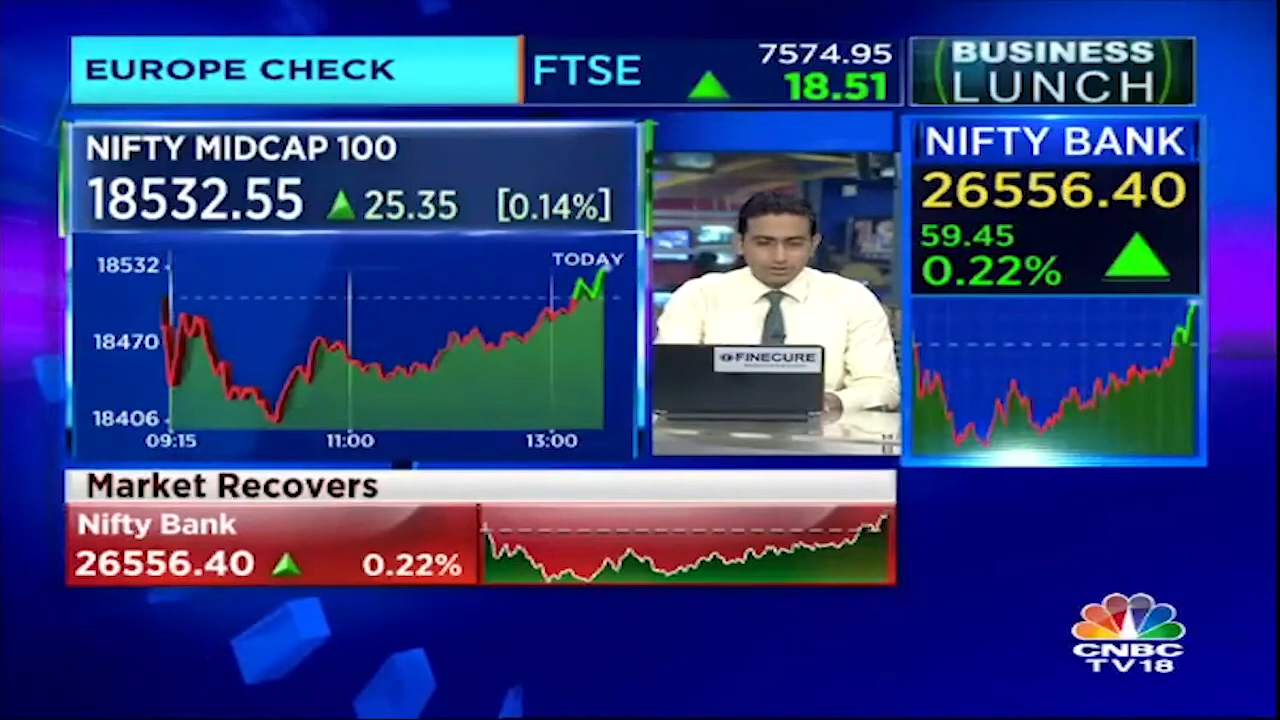 EUROPE CHECK
FTSE
7574.95
18.51
BUSINESS
LUNCH
NIFTY MIDCAP 100
18532.55 25.35 [0.14%]
TODAY
18532
18470
18406
09:15 11:00 13:00
FINECURE
NIFTY BANK
26556.40
59.45
0.22%
Market Recovers
Nifty Bank
26556.40 0.22%
CNBC
TV18